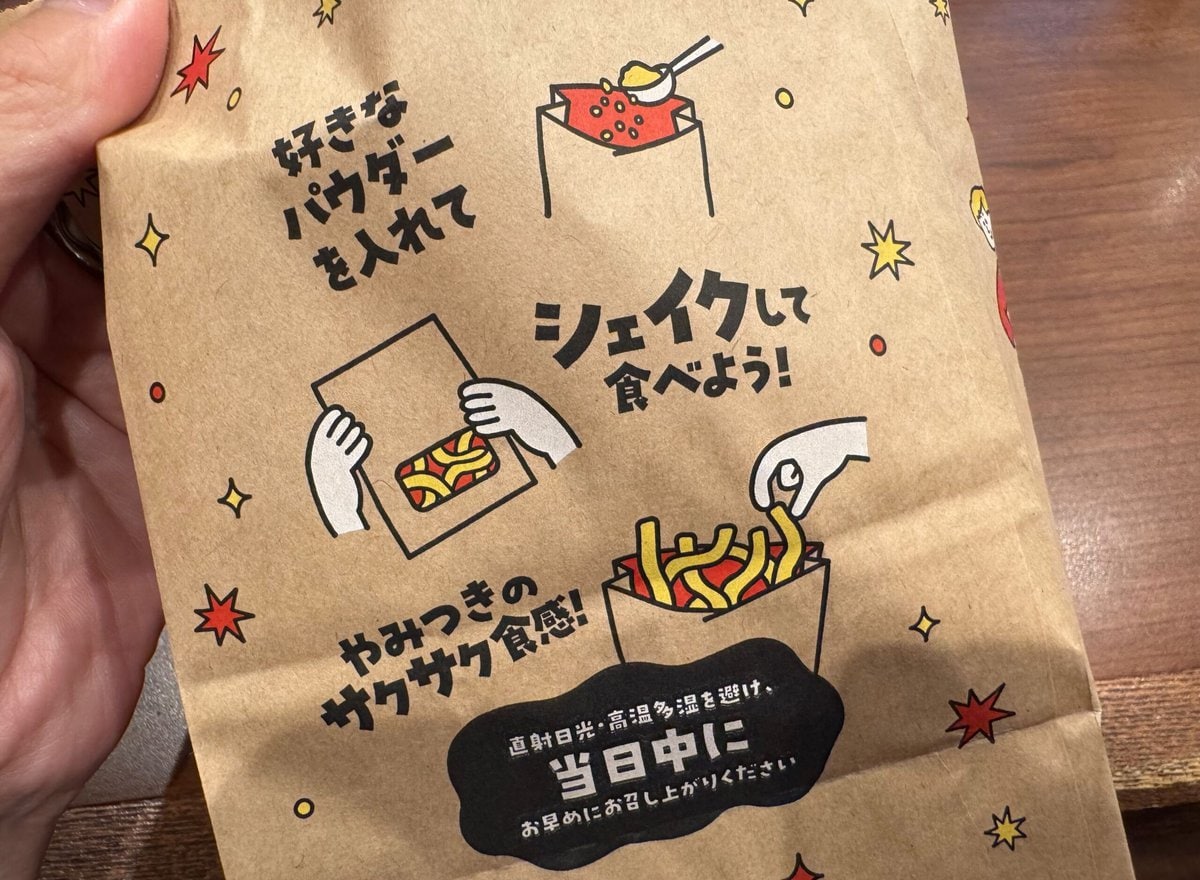 好きな
パウダー
を入れて
シェイクして
食べよう!
やみつきの
サクサク食感!
直射日光・高温多湿を避け、
当日中に
お早めにお召し上がりください